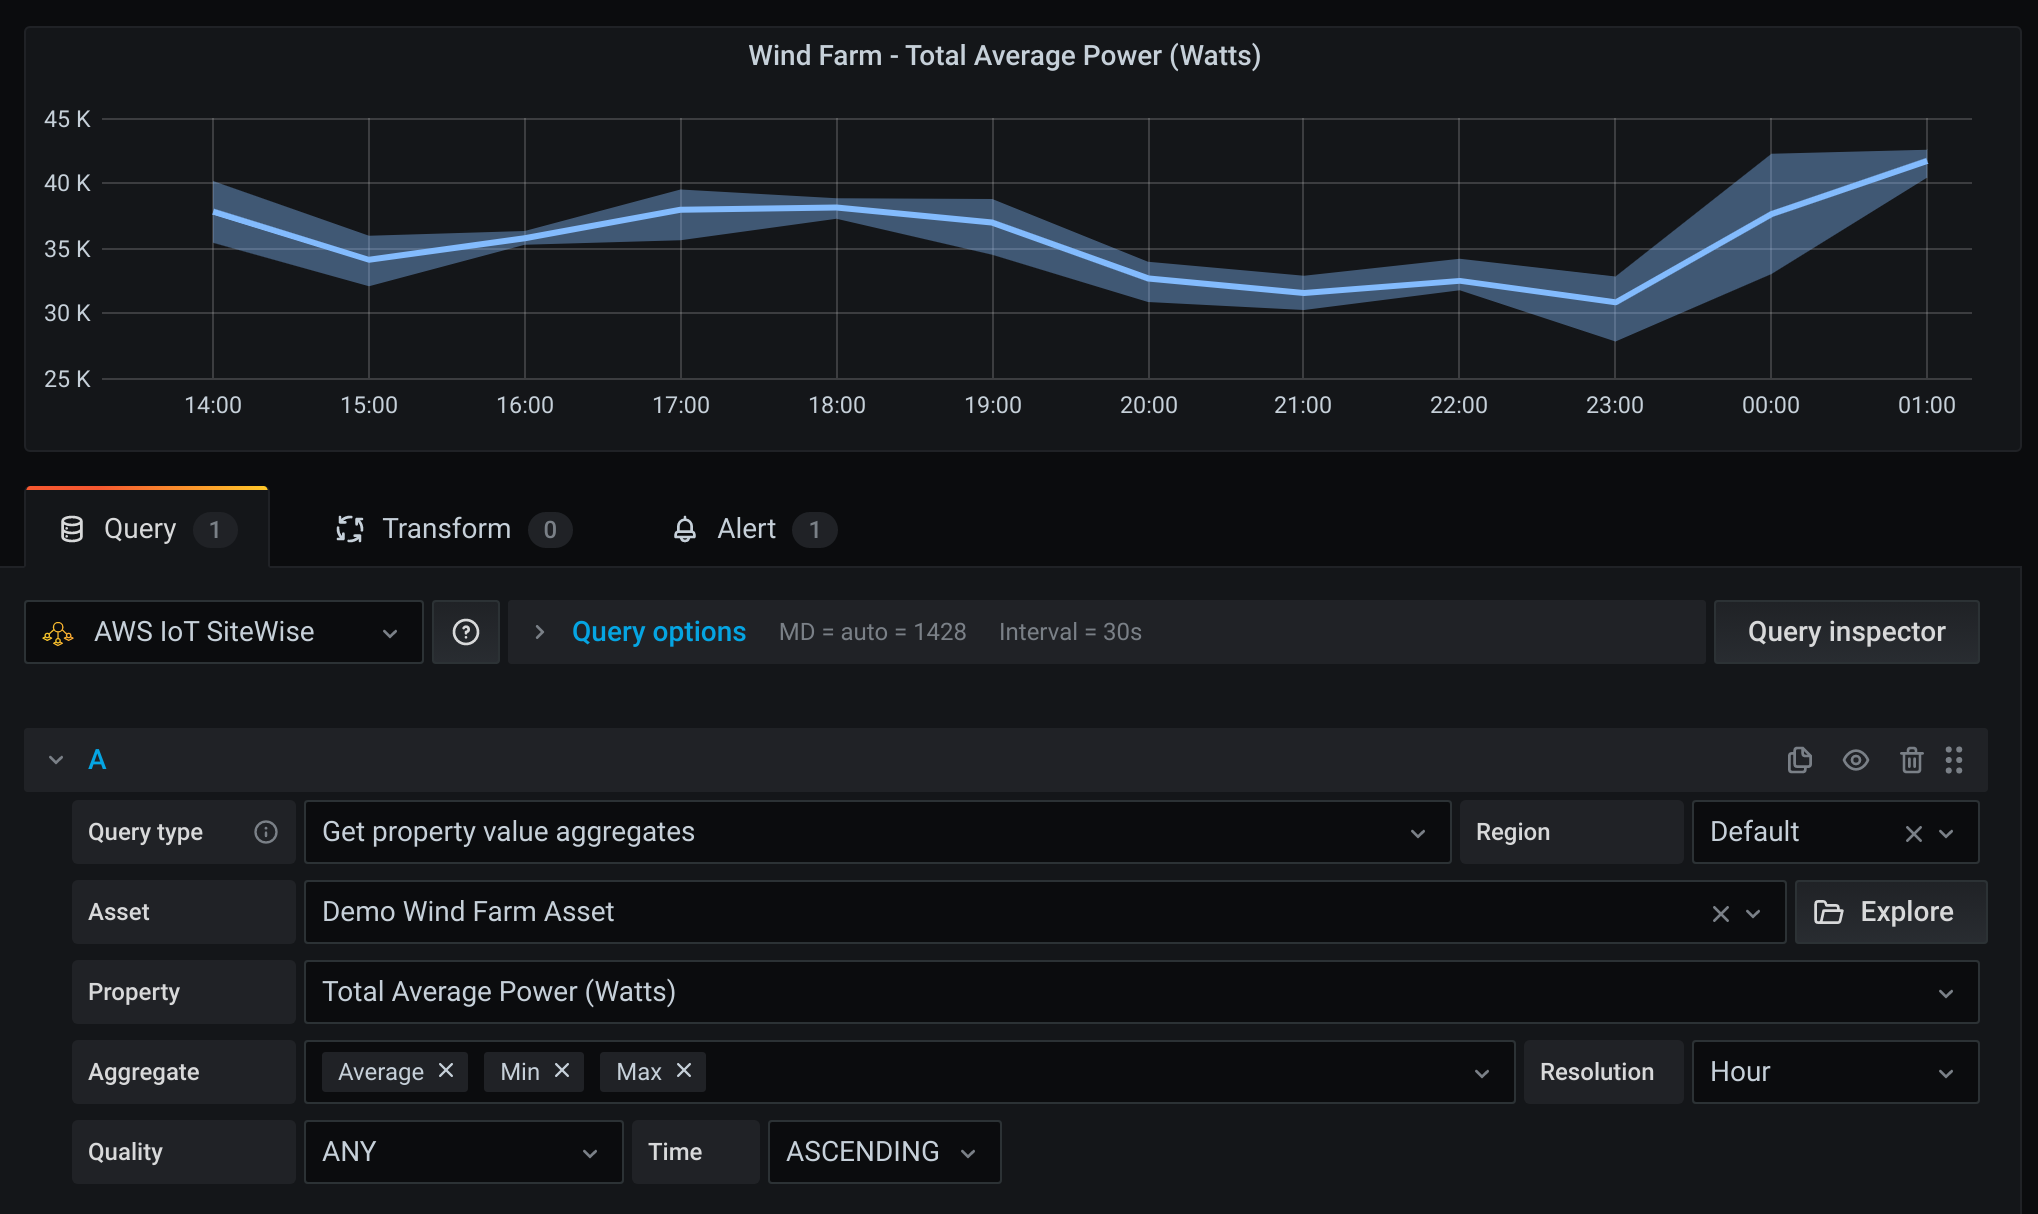 Wind Farm - Total Average Power (Watts)
45 K
40 K
35 K
30 K
25 K
14:00 15:00 16:00 17:00 18:00 19:00 20:00 21:00 22:00 23:00 00:00 01:00
Query 1 Transform 0 Alert 1
AWS IoT SiteWise Query options MD = auto = 1428 Interval = 30s Query inspector
A
Query type Get property value aggregates Region Default
Asset Demo Wind Farm Asset Explore
Property Total Average Power (Watts)
Aggregate Average Min Max Resolution Hour
Quality ANY Time ASCENDING